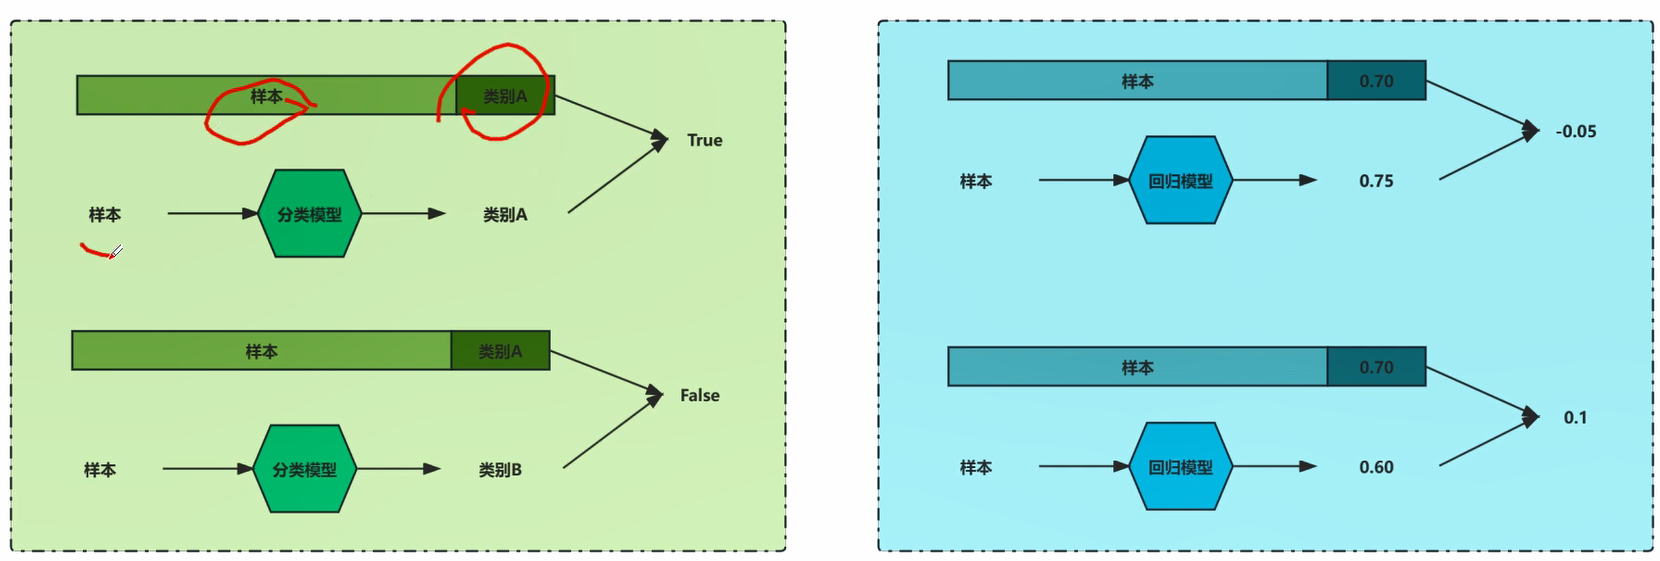 样本 类别A
True
样本 分类模型 类别A
样本 类别A
False
样本 分类模型 类别B
样本 0.70
-0.05
样本 回归模型 0.75
样本 0.70
0.1
样本 回归模型 0.60